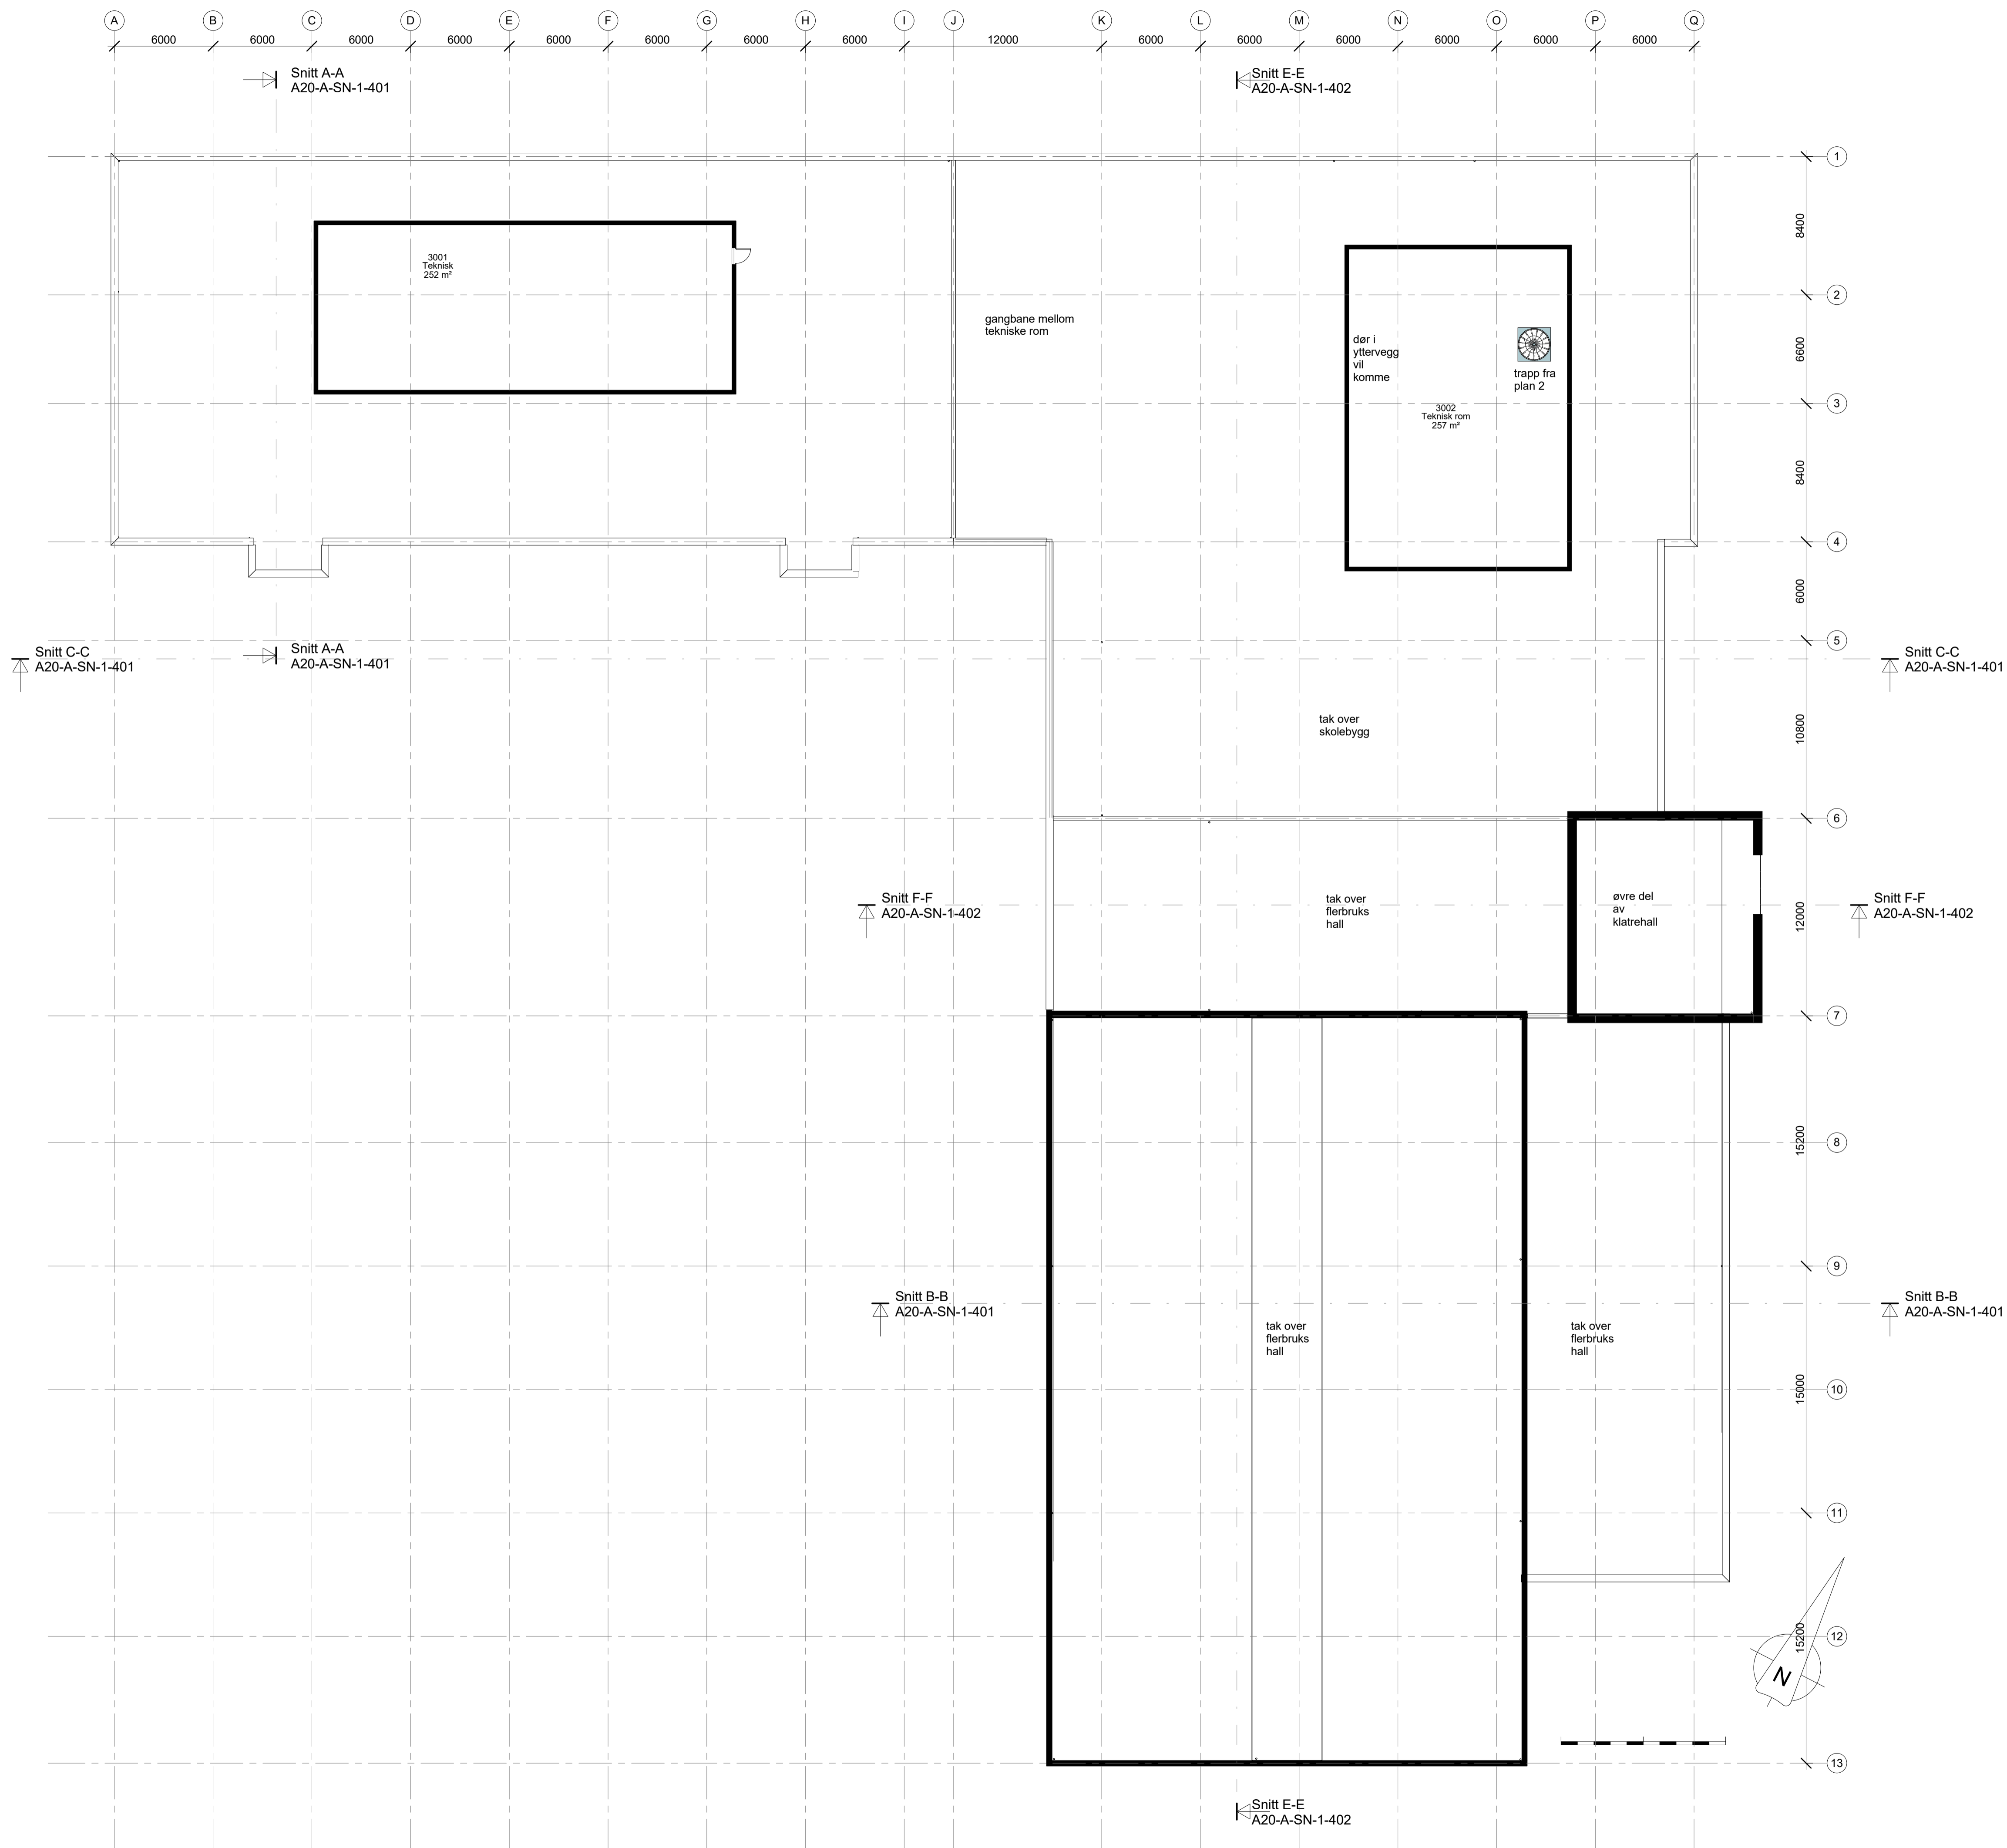 A B C D E F G H I J K L M N O P Q
6000 6000 6000 6000 6000 6000 6000 6000 12000 6000 6000 6000 6000 6000 6000
Snitt A-A
A20-A-SN-1-401
Snitt E-E
A20-A-SN-1-402
1
8400
3001
Teknisk
252 m²
2
gangbane mellom
tekniske rom
dør i
yttervegg
vil
komme
6600
trapp fra
plan 2
3
3002
Teknisk rom
257 m²
8400
4
6000
5
Snitt C-C
A20-A-SN-1-401
Snitt A-A
A20-A-SN-1-401
Snitt C-C
A20-A-SN-1-401
tak over
skolebygg
10800
6
Snitt F-F
A20-A-SN-1-402
tak over
flerbruks
hall
øvre del
av
klatrehall
12000
Snitt F-F
A20-A-SN-1-402
7
15200
8
9
Snitt B-B
A20-A-SN-1-401
Snitt B-B
A20-A-SN-1-401
tak over
flerbruks
hall
tak over
flerbruks
hall
15000
10
11
15200
12
N
13
Snitt E-E
A20-A-SN-1-402